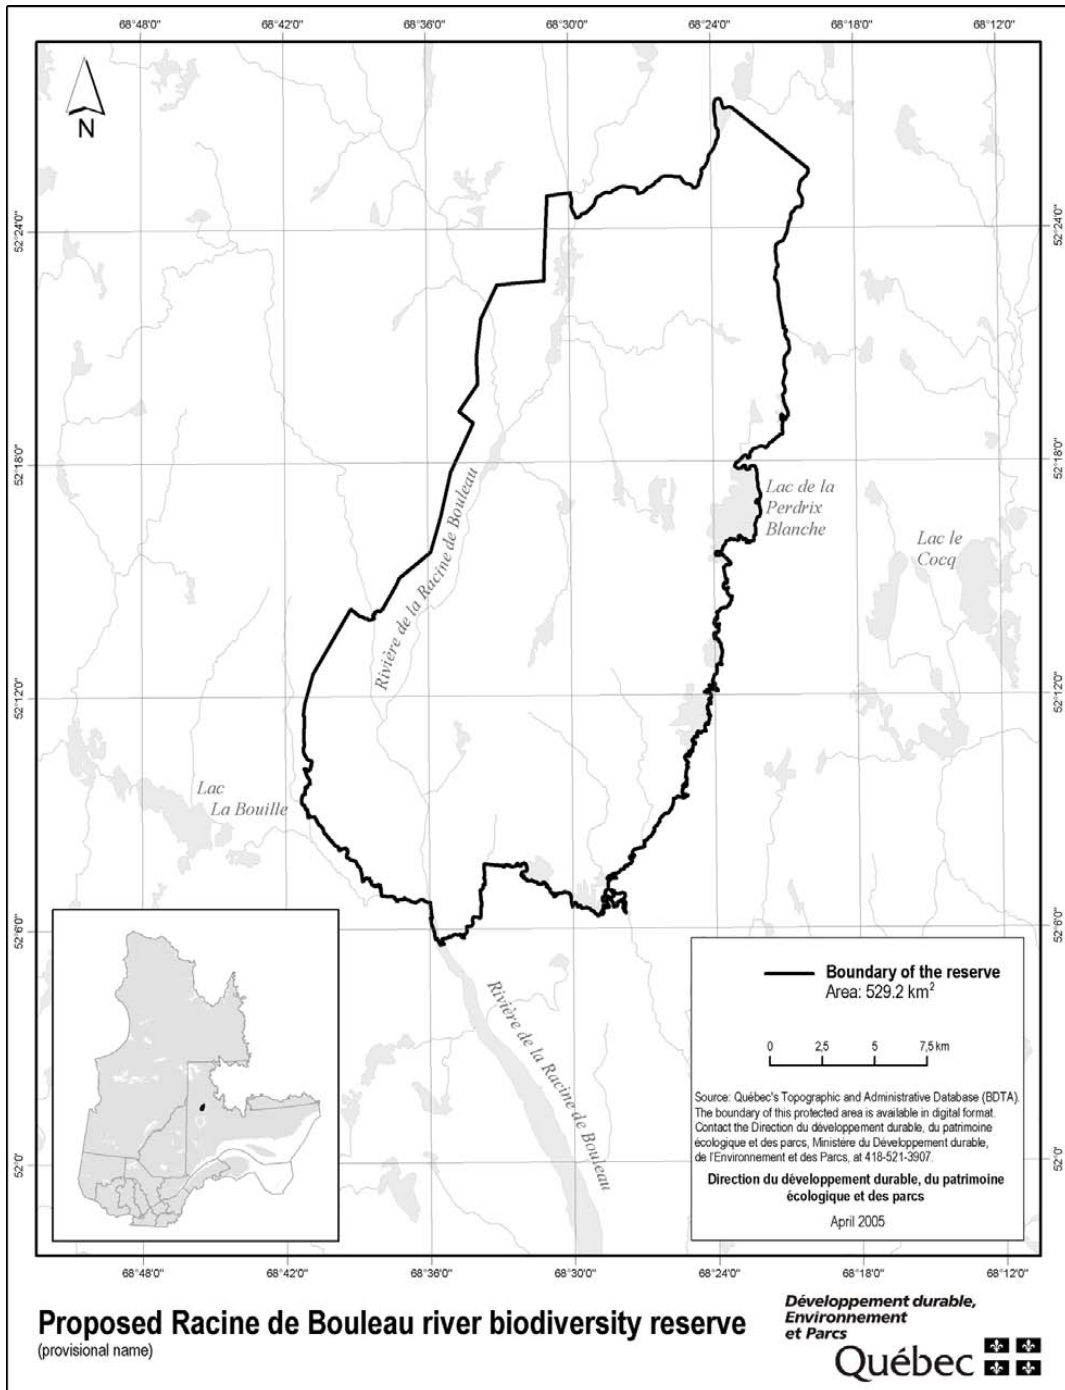 68°48'0" 68°42'0" 68°36'0" 68°30'0" 68°24'0" 68°18'0" 68°12'0"
N
52°24'0" 52°24'0"
52°18'0" 52°18'0"
Rivière de la Racine de Bouleau
Lac de la
Perdrix
Blanche
Lac le
Cocq
52°12'0" 52°12'0"
Lac
La Bouille
52°6'0" 52°6'0"
Rivière de la Racine de Bouleau
Boundary of the reserve
Area: 529.2 km²
0 2,5 5 7,5 km
Source: Québec's Topographic and Administrative Database (BDTA).
The boundary of this protected area is available in digital format.
Contact the Direction du développement durable, du patrimoine
écologique et des parcs, Ministère du Développement durable,
de l'Environnement et des Parcs, at 418-521-3907.
Direction du développement durable, du patrimoine
écologique et des parcs
April 2005
52°0' 52°0'
68°48'0" 68°42'0" 68°36'0" 68°30'0" 68°24'0" 68°18'0" 68°12'0"
Proposed Racine de Bouleau river biodiversity reserve
(provisional name)
Développement durable,
Environnement
et Parcs
Québec